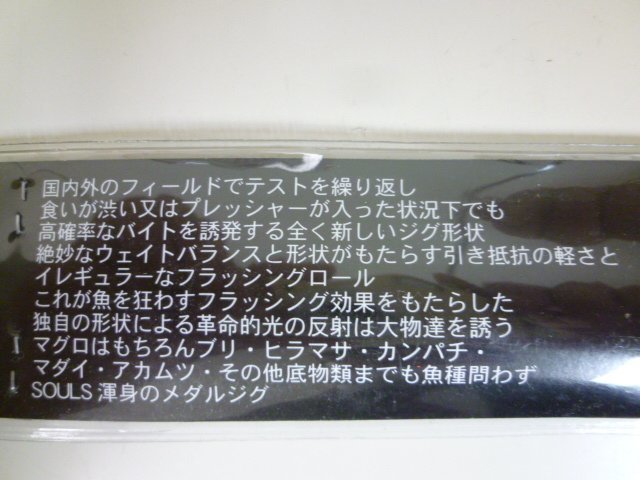 国内外のフィールドでテストを繰り返し
食いが渋い又はプレッシャーが入った状況下でも
高確率なバイトを誘発する全く新しいジグ形状
絶妙なウェイトバランスと形状がもたらす引き抵抗の軽さと
イレギュラーなフラッシングロール
これが魚を狂わすフラッシング効果をもたらした
独自の形状による革命的光の反射は大物達を誘う
マグロはもちろんブリ・ヒラマサ・カンパチ・
マダイ・アカムツ・その他底物類までも魚種問わず
SOULS 渾身のメダルジグ